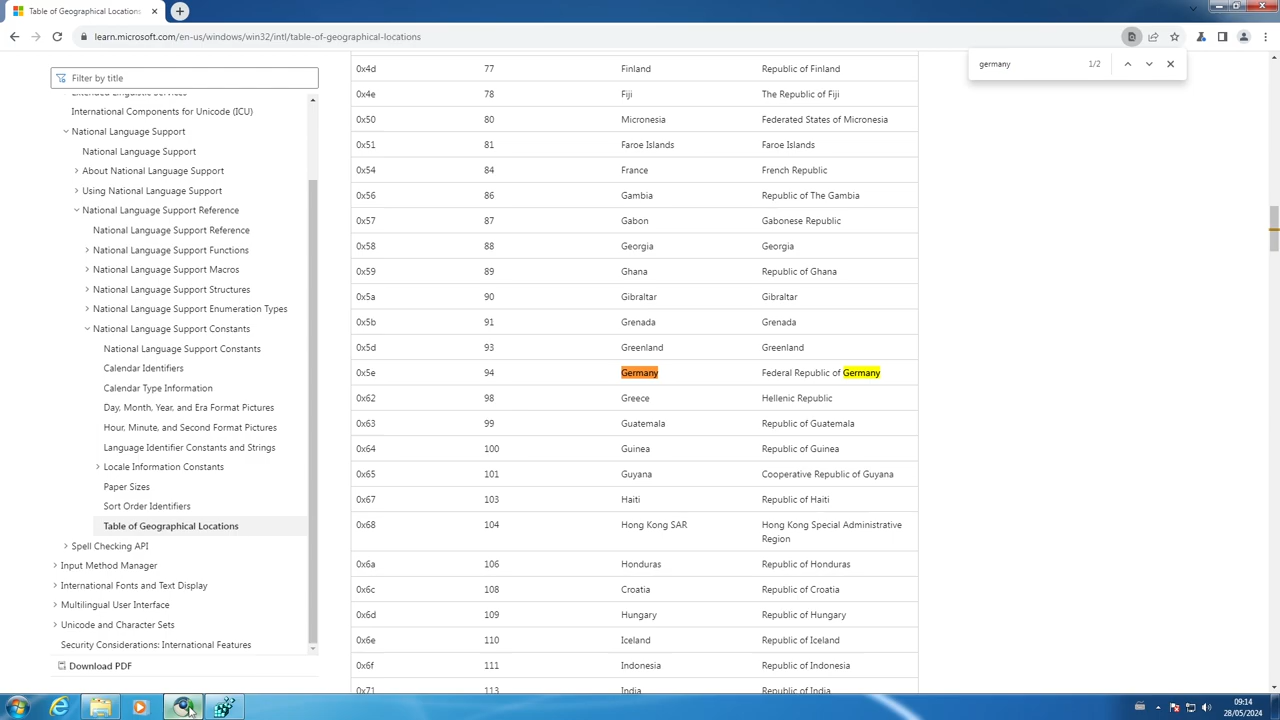 Table of Geographical Locations
learn.microsoft.com/en-us/windows/win32/intl/table-of-geographical-locations
germany 1/2
Filter by title
Extended Linguistic Services
International Components for Unicode (ICU)
National Language Support
National Language Support
About National Language Support
Using National Language Support
National Language Support Reference
National Language Support Reference
National Language Support Functions
National Language Support Macros
National Language Support Structures
National Language Support Enumeration Types
National Language Support Constants
National Language Support Constants
Calendar Identifiers
Calendar Type Information
Day, Month, Year, and Era Format Pictures
Hour, Minute, and Second Format Pictures
Language Identifier Constants and Strings
Locale Information Constants
Paper Sizes
Sort Order Identifiers
Table of Geographical Locations
Spell Checking API
Input Method Manager
International Fonts and Text Display
Multilingual User Interface
Unicode and Character Sets
Security Considerations: International Features
Download PDF
0x4d 77 Finland Republic of Finland
0x4e 78 Fiji The Republic of Fiji
0x50 80 Micronesia Federated States of Micronesia
0x51 81 Faroe Islands Faroe Islands
0x54 84 France French Republic
0x56 86 Gambia Republic of The Gambia
0x57 87 Gabon Gabonese Republic
0x58 88 Georgia Georgia
0x59 89 Ghana Republic of Ghana
0x5a 90 Gibraltar Gibraltar
0x5b 91 Grenada Grenada
0x5d 93 Greenland Greenland
0x5e 94 Germany Federal Republic of Germany
0x62 98 Greece Hellenic Republic
0x63 99 Guatemala Republic of Guatemala
0x64 100 Guinea Republic of Guinea
0x65 101 Guyana Cooperative Republic of Guyana
0x67 103 Haiti Republic of Haiti
0x68 104 Hong Kong SAR Hong Kong Special Administrative
Region
0x6a 106 Honduras Republic of Honduras
0x6c 108 Croatia Republic of Croatia
0x6d 109 Hungary Republic of Hungary
0x6e 110 Iceland Republic of Iceland
0x6f 111 Indonesia Republic of Indonesia
0x71 113 India Republic of India
09:14
28/05/2024